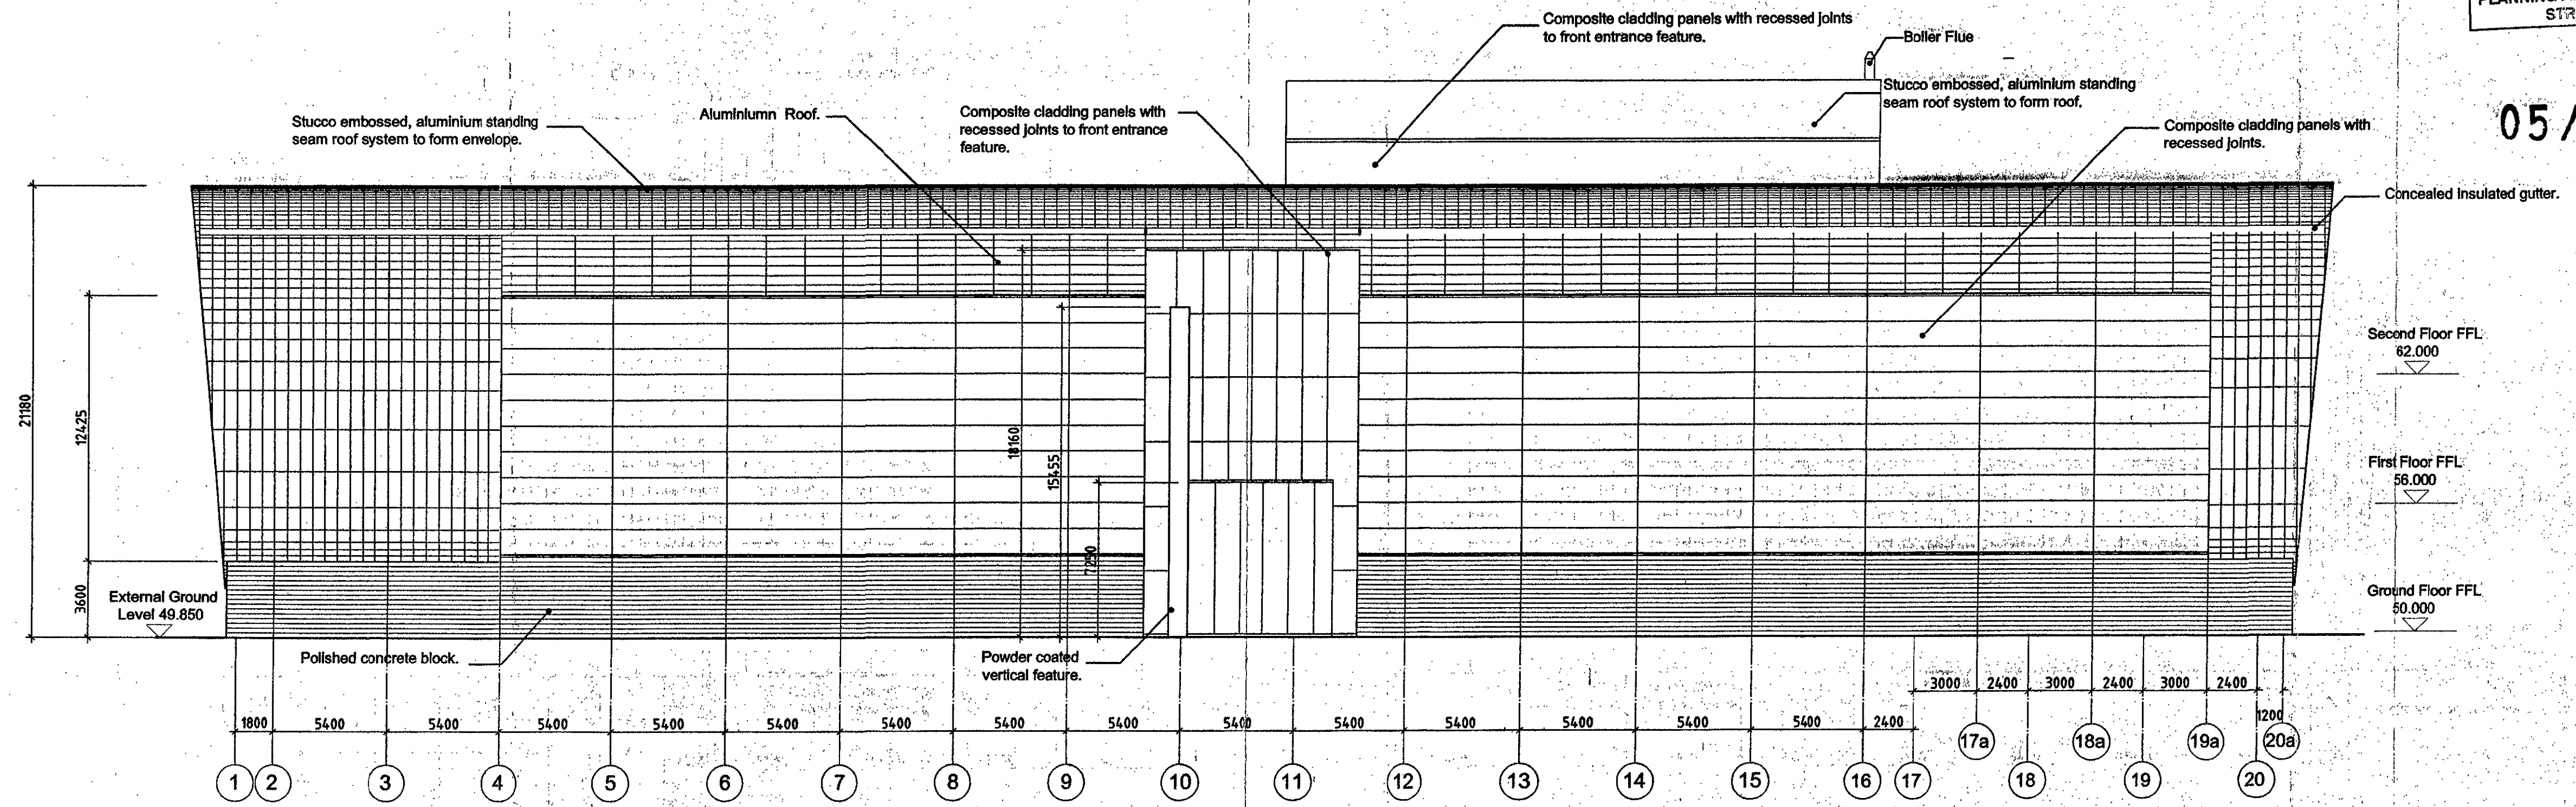 Composite cladding panels with recessed joints
to front entrance feature.
Boiler Flue
STR
Stucco embossed, aluminium standing
seam roof system to form envelope.
Aluminiumn Roof.
Composite cladding panels with
recessed joints to front entrance
feature.
Stucco embossed, aluminium standing
seam roof system to form roof.
Composite cladding panels with
recessed joints.
05/
Concealed insulated gutter.
Second Floor FFL
62.000
First Floor FFL
56.000
Ground Floor FFL
50.000
21180
12425
3600
18160
15455
7250
External Ground
Level 49.850
Polished concrete block.
Powder coated
vertical feature.
3000 2400 3000 2400 3000 2400
1800 5400 5400 5400 5400 5400 5400 5400 5400 5400 5400 5400 5400 5400 5400 2400 1200
17a 18a 19a 20a
1 2 3 4 5 6 7 8 9 10 11 12 13 14 15 16 17 18 19 20